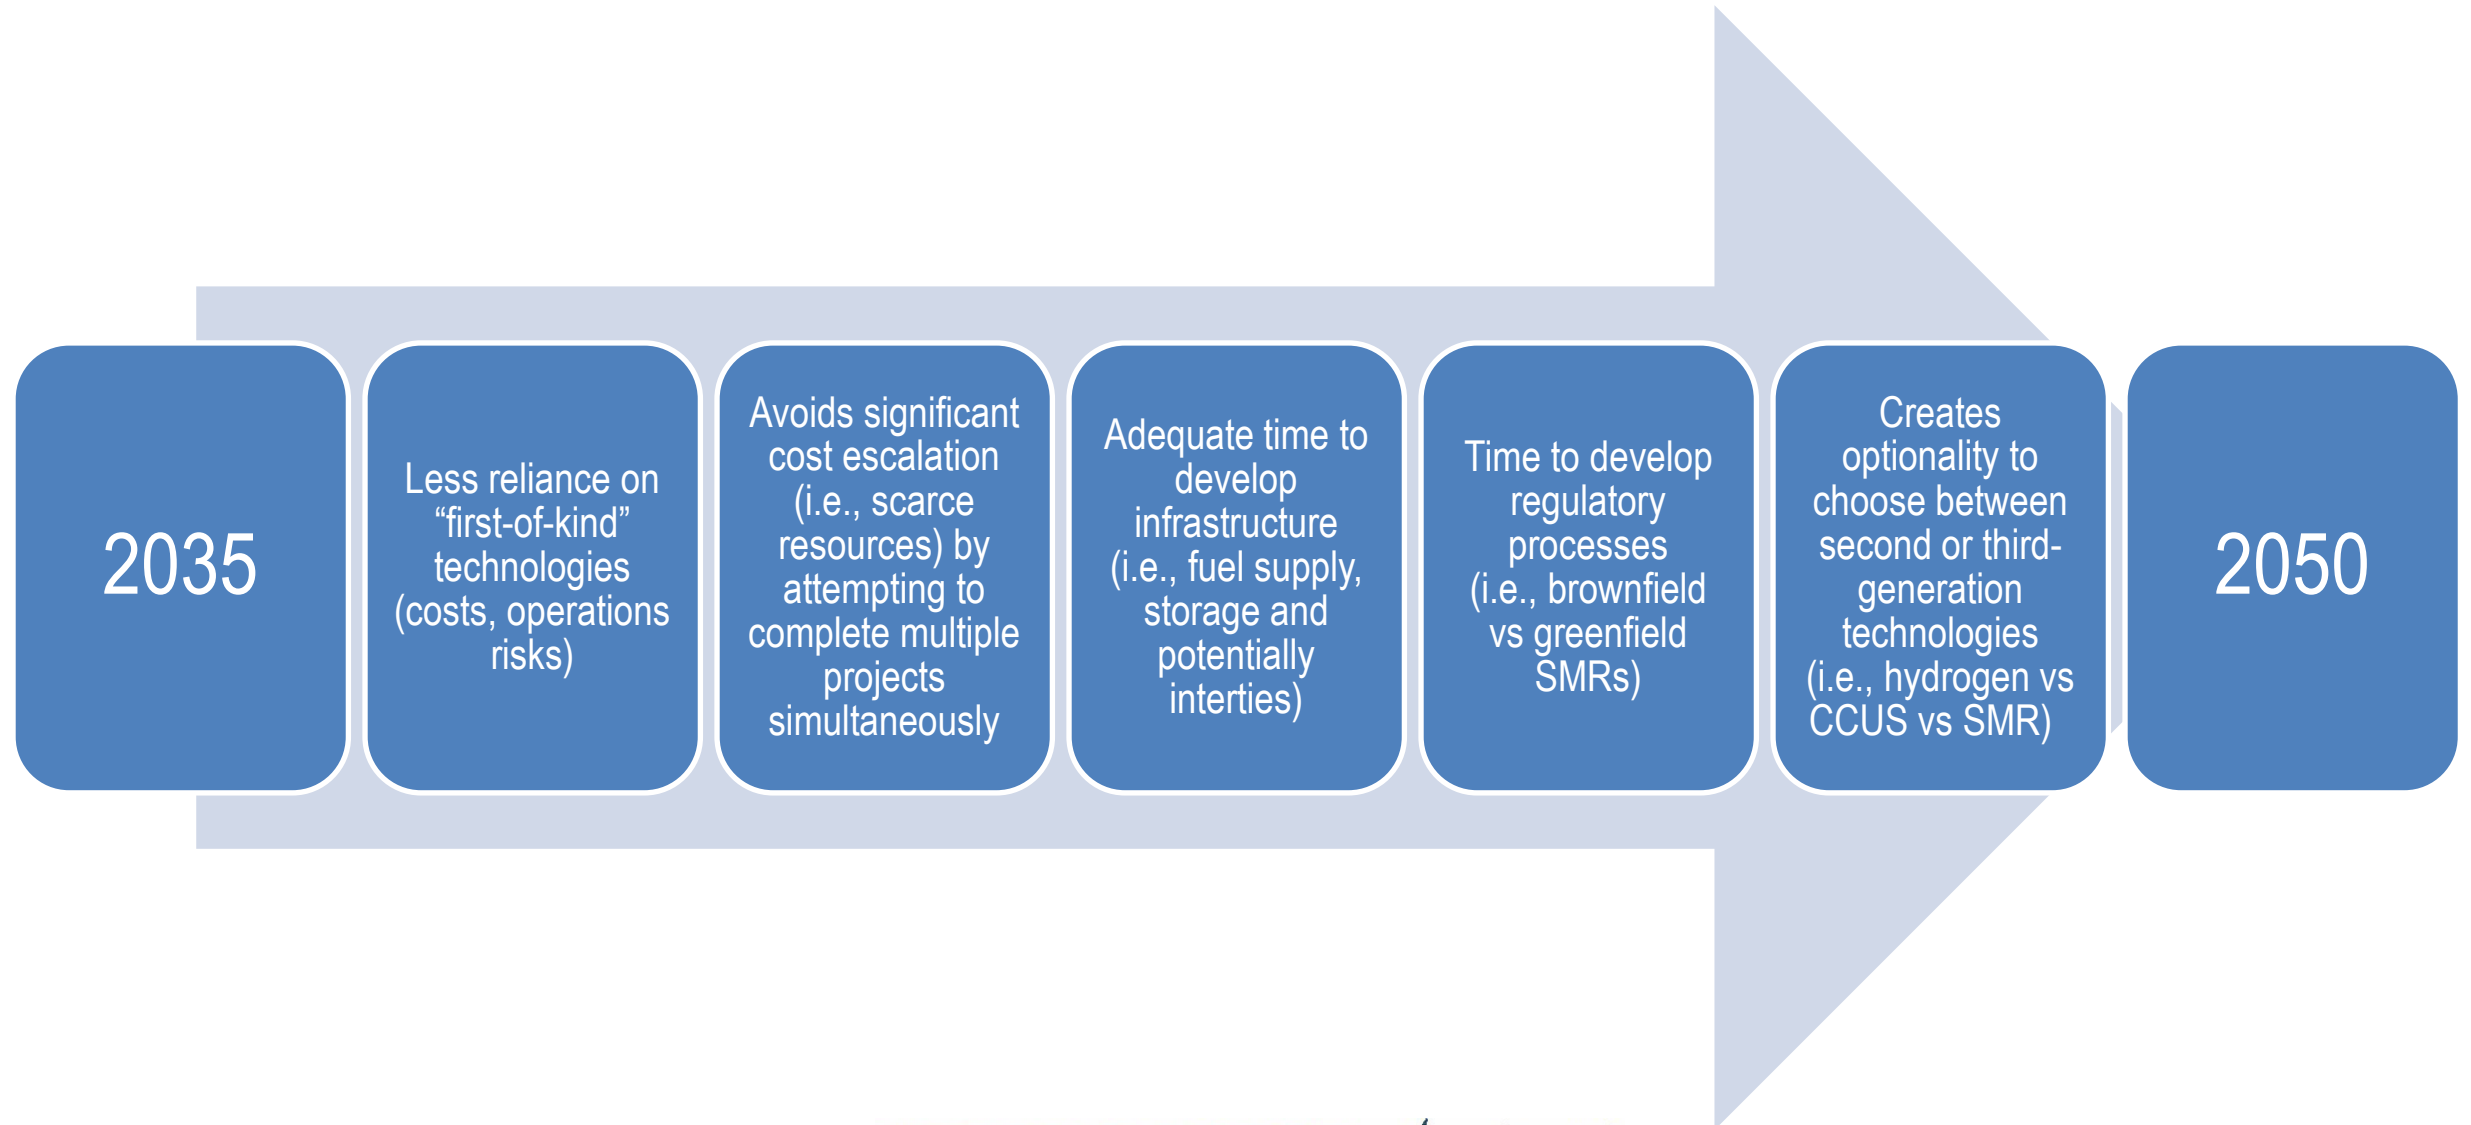 2035
Less reliance on
“first-of-kind”
technologies
(costs, operations
risks)
Avoids significant
cost escalation
(i.e., scarce
resources) by
attempting to
complete multiple
projects
simultaneously
Adequate time to
develop
infrastructure
(i.e., fuel supply,
storage and
potentially
interties)
Time to develop
regulatory
processes
(i.e., brownfield
vs greenfield
SMRs)
Creates
optionality to
choose between
second or third-
generation
technologies
(i.e., hydrogen vs
CCUS vs SMR)
2050